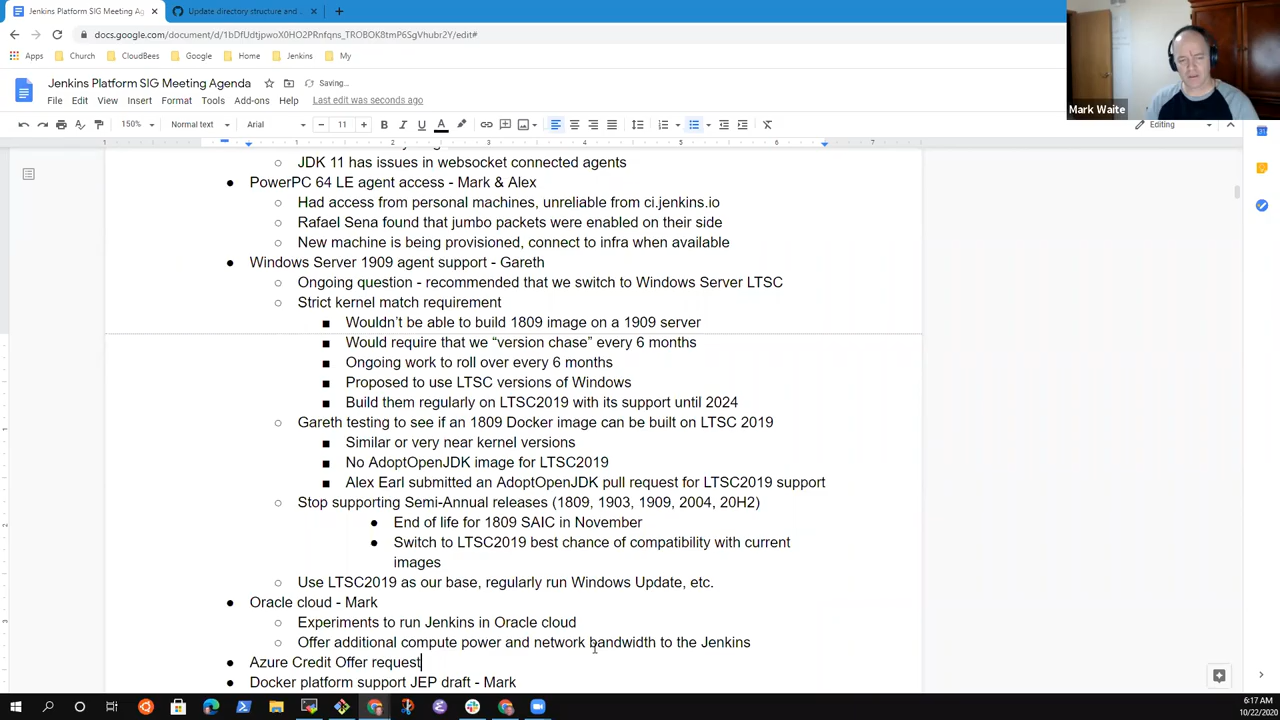 Jenkins Platform SIG Meeting Ag
Update directory structure and
docs.google.com/document/d/1bDfUdtjpwoX0HO2PRnfqns_TROBOK8tmP6SgVhubr2Y/edit#
Apps Church CloudBees Google Home Jenkins My
Jenkins Platform SIG Meeting Agenda
Saving...
File Edit View Insert Format Tools Add-ons Help Last edit was seconds ago
Mark Waite
150% Normal text Arial 11 Editing
1 1 2 3 4 5 6 7
JDK 11 has issues in websocket connected agents
● PowerPC 64 LE agent access - Mark & Alex
○ Had access from personal machines, unreliable from ci.jenkins.io
○ Rafael Sena found that jumbo packets were enabled on their side
○ New machine is being provisioned, connect to infra when available
● Windows Server 1909 agent support - Gareth
○ Ongoing question - recommended that we switch to Windows Server LTSC
○ Strict kernel match requirement
■ Wouldn't be able to build 1809 image on a 1909 server
■ Would require that we “version chase” every 6 months
■ Ongoing work to roll over every 6 months
■ Proposed to use LTSC versions of Windows
■ Build them regularly on LTSC2019 with its support until 2024
○ Gareth testing to see if an 1809 Docker image can be built on LTSC 2019
■ Similar or very near kernel versions
■ No AdoptOpenJDK image for LTSC2019
■ Alex Earl submitted an AdoptOpenJDK pull request for LTSC2019 support
○ Stop supporting Semi-Annual releases (1809, 1903, 1909, 2004, 20H2)
● End of life for 1809 SAIC in November
● Switch to LTSC2019 best chance of compatibility with current
images
○ Use LTSC2019 as our base, regularly run Windows Update, etc.
● Oracle cloud - Mark
○ Experiments to run Jenkins in Oracle cloud
○ Offer additional compute power and network bandwidth to the Jenkins
● Azure Credit Offer request
● Docker platform support JEP draft - Mark
6:17 AM
10/22/2020